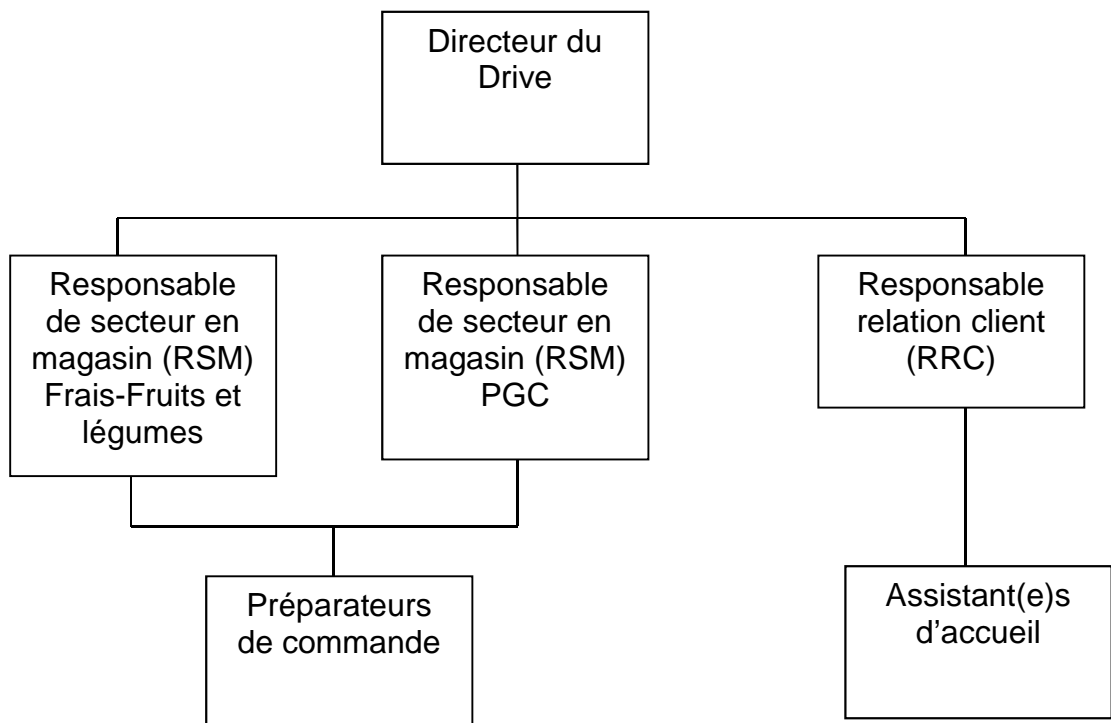 Directeur du
Drive
Responsable
de secteur en
magasin (RSM)
Frais-Fruits et
légumes
Responsable
de secteur en
magasin (RSM)
PGC
Responsable
relation client
(RRC)
Préparateurs
de commande
Assistant(e)s
d’accueil